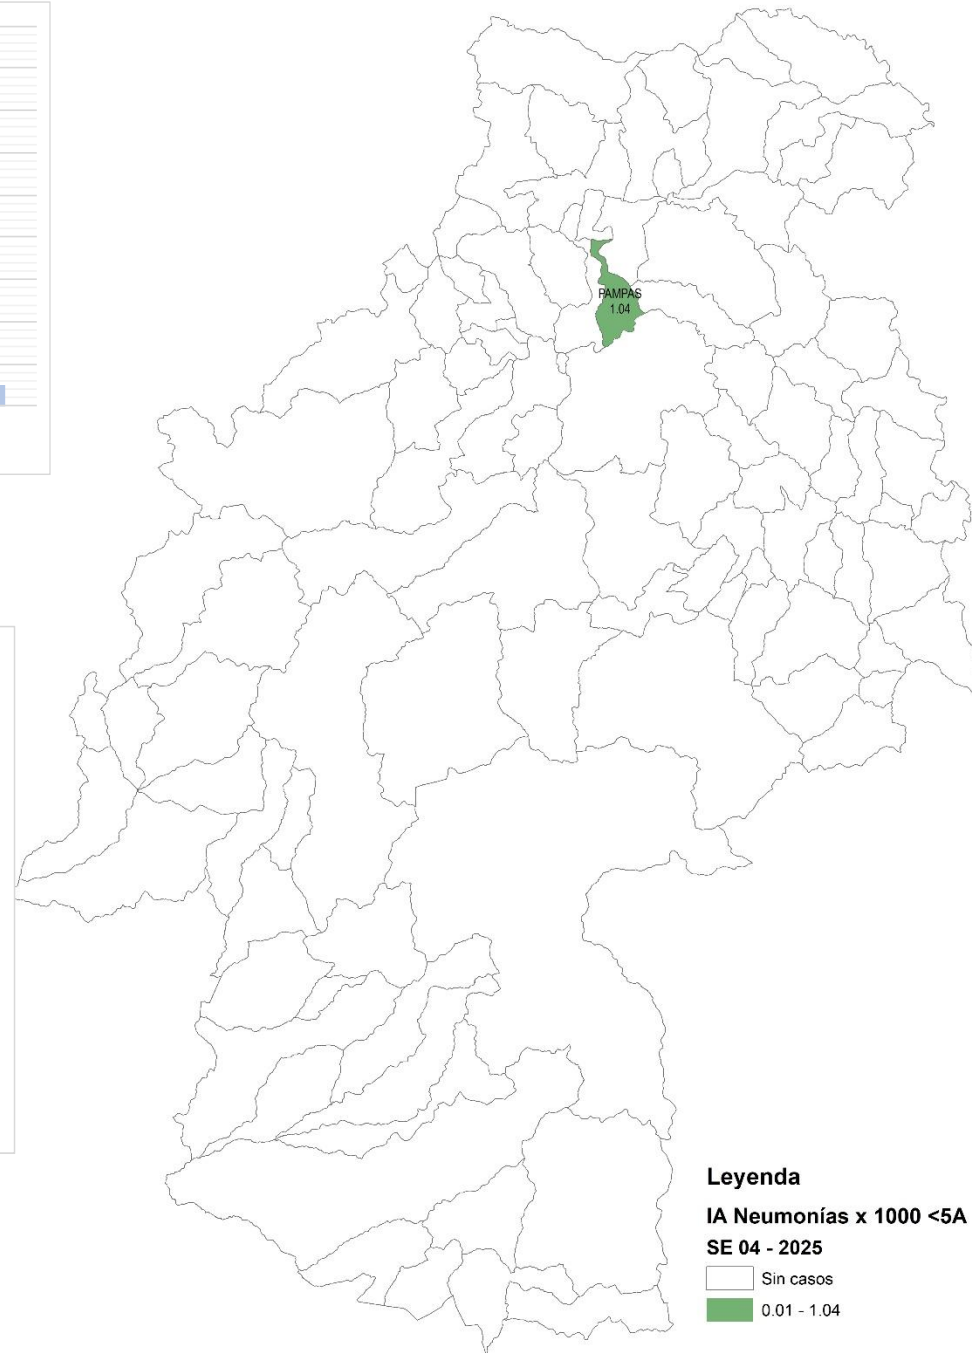 PAMPAS
1.04
Leyenda
IA Neumonías x 1000 <5A
SE 04 - 2025
Sin casos
0.01 - 1.04